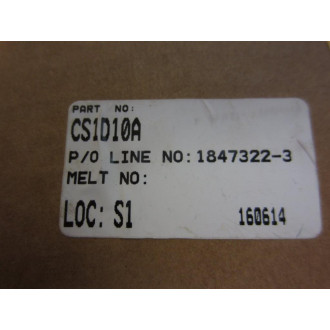 PART NO:
CS1D10A
P/O LINE NO: 1847322-3
MELT NO:
LOC: S1 160614